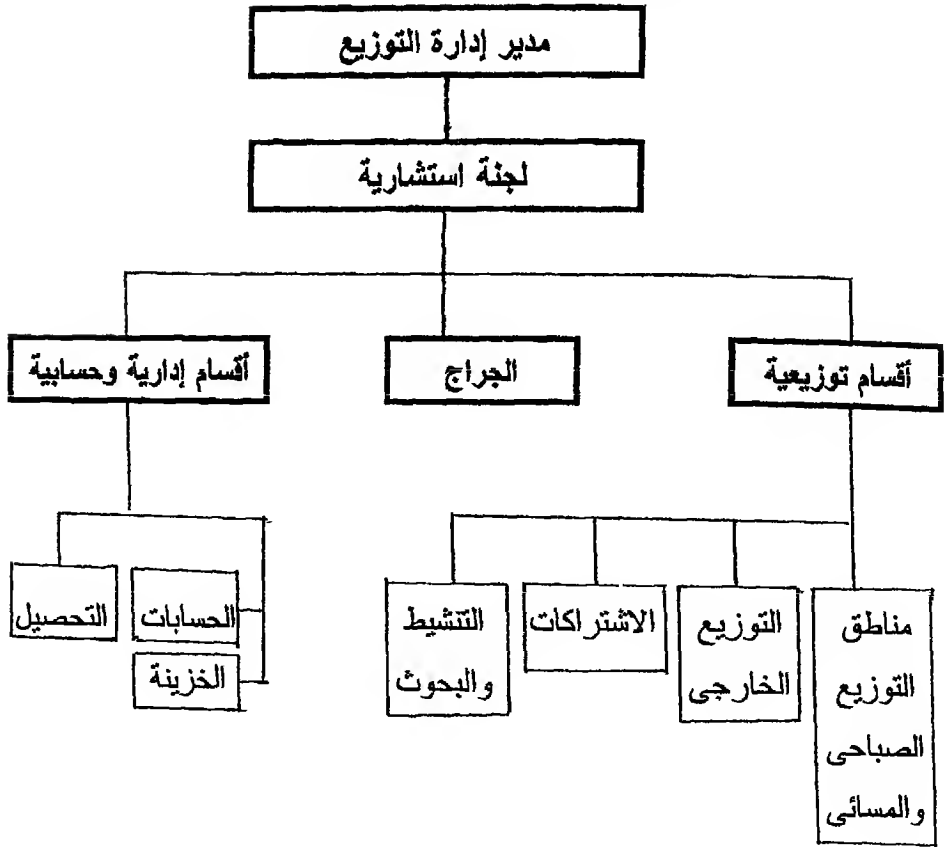 مدير إدارة التوزيع
لجنة استشارية
أقسام توزيعية
الجراج
أقسام إدارية وحسابية
مناطق
التوزيع
الصباحى
والمسائى
التوزيع
الخارجى
الاشتراكات
التنشيط
والبحوث
الحسابات
الخزينة
التحصيل